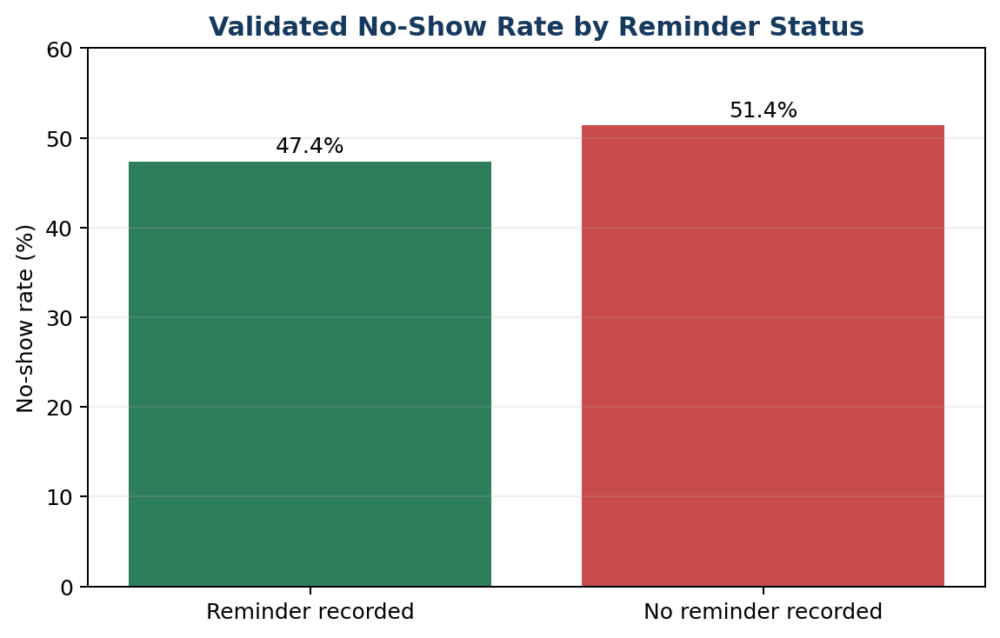 Validated No-Show Rate by Reminder Status
No-show rate (%)
60
50
40
30
20
10
0
47.4%
51.4%
Reminder recorded
No reminder recorded